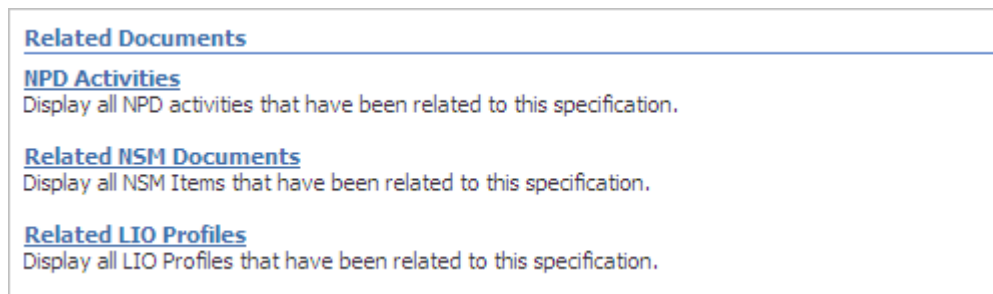 Related Documents
NPD Activities
Display all NPD activities that have been related to this specification.
Related NSM Documents
Display all NSM Items that have been related to this specification.
Related LIO Profiles
Display all LIO Profiles that have been related to this specification.